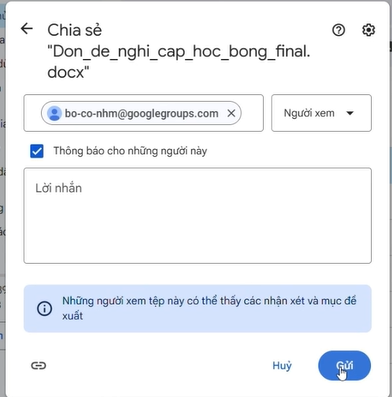 Chia sẻ
"Don_de_nghi_cap_hoc_bong_final.
docx"
bo-co-nhm@googlegroups.com
Người xem
Thông báo cho những người này
Lời nhắn
Những người xem tệp này có thể thấy các nhận xét và mục đề
xuất
Huỷ
Gửi